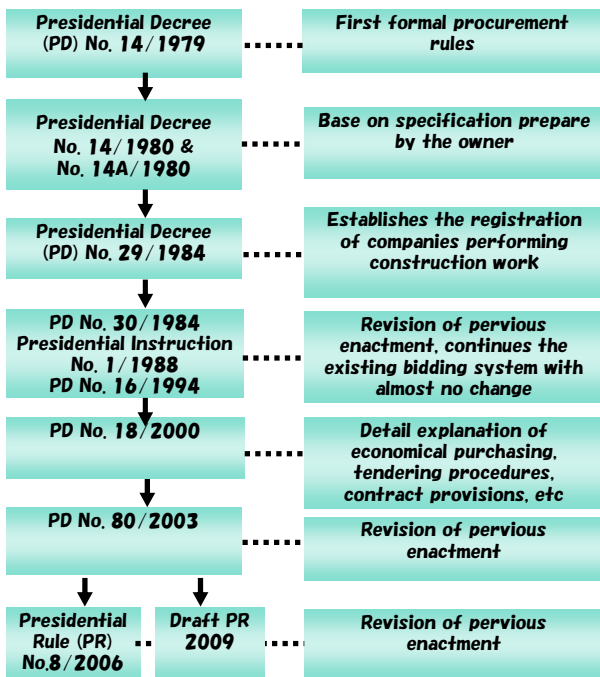 Presidential Decree
(PD) No. 14/1979
First formal procurement
rules
Presidential Decree
No. 14/1980 &
No. 14A/1980
Base on specification prepare
by the owner
Presidential Decree
(PD) No. 29/1984
Establishes the registration
of companies performing
construction work
PD No. 30/1984
Presidential Instruction
No. 1/1988
PD No. 16/1994
Revision of pervious
enactment, continues the
existing bidding system with
almost no change
PD No. 18/2000
Detail explanation of
economical purchasing,
tendering procedures,
contract provisions, etc
PD No. 80/2003
Revision of pervious
enactment
Presidential
Rule (PR)
No.8/2006
Draft PR
2009
Revision of pervious
enactment